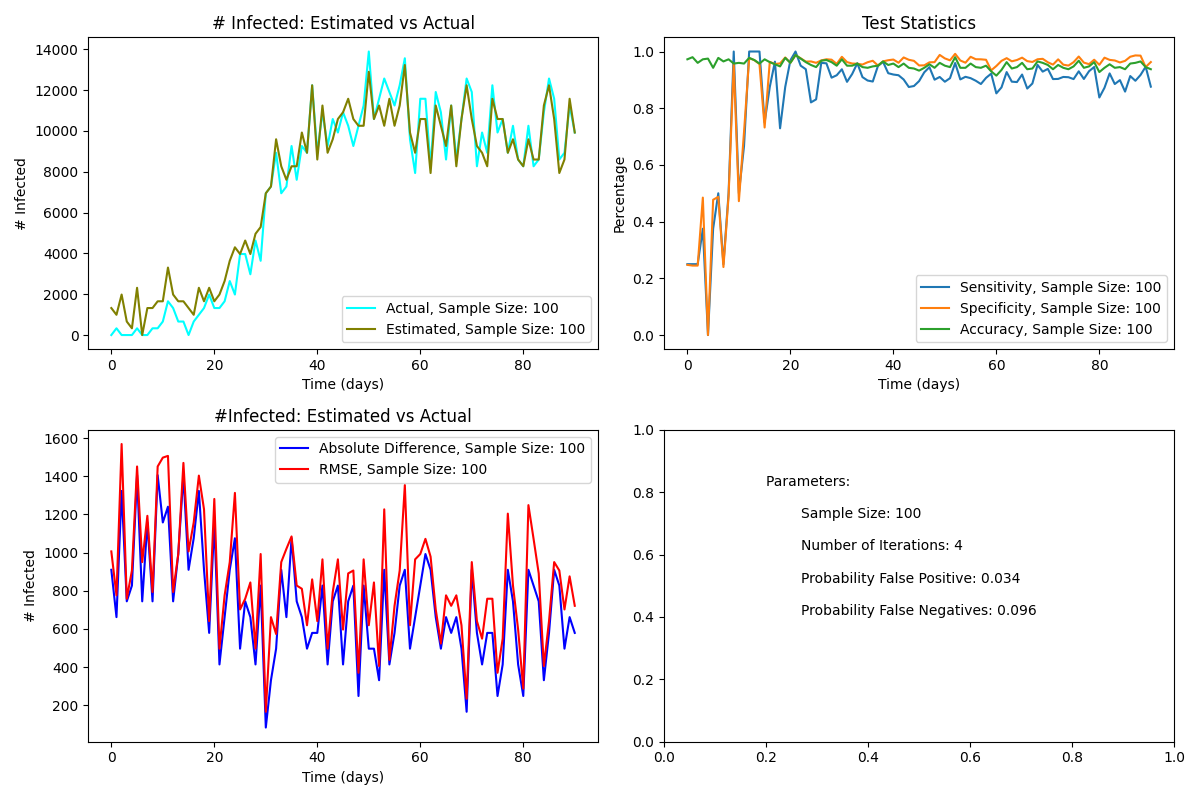 # Infected: Estimated vs Actual
# Infected
14000
12000
10000
8000
6000
4000
2000
0
Actual, Sample Size: 100
Estimated, Sample Size: 100
0 20 40 60 80
Time (days)
Test Statistics
Percentage
1.0
0.8
0.6
0.4
0.2
0.0
Sensitivity, Sample Size: 100
Specificity, Sample Size: 100
Accuracy, Sample Size: 100
0 20 40 60 80
Time (days)
#Infected: Estimated vs Actual
# Infected
1600
1400
1200
1000
800
600
400
200
Absolute Difference, Sample Size: 100
RMSE, Sample Size: 100
0 20 40 60 80
Time (days)
1.0
0.8
0.6
0.4
0.2
0.0
Parameters:
Sample Size: 100
Number of Iterations: 4
Probability False Positive: 0.034
Probability False Negatives: 0.096
0.0 0.2 0.4 0.6 0.8 1.0